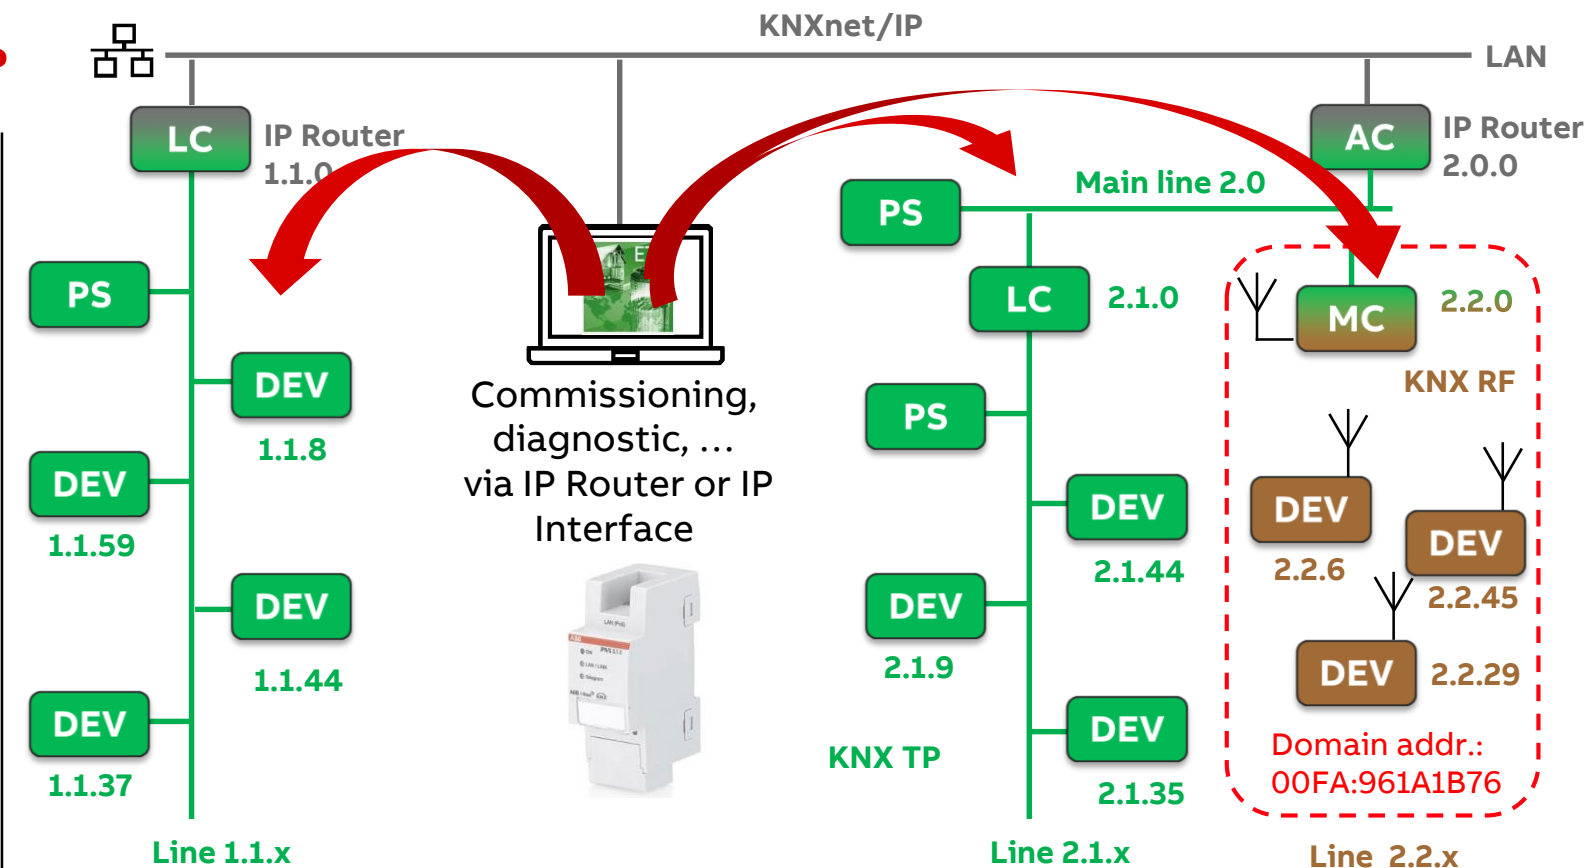 KNXnet/IP
LAN
LC
IP Router
1.1.0
AC
IP Router
2.0.0
Main line 2.0
PS
PS
LC
2.1.0
MC
2.2.0
KNX RF
DEV
1.1.8
Commissioning,
diagnostic, ...
via IP Router or IP
Interface
PS
DEV
1.1.59
DEV
2.1.44
DEV
2.2.6
DEV
2.2.45
DEV
1.1.44
DEV
2.1.9
DEV
2.2.29
DEV
1.1.37
KNX TP
DEV
2.1.35
Domain addr.:
00FA:961A1B76
Line 1.1.x
Line 2.1.x
Line 2.2.x
ABB